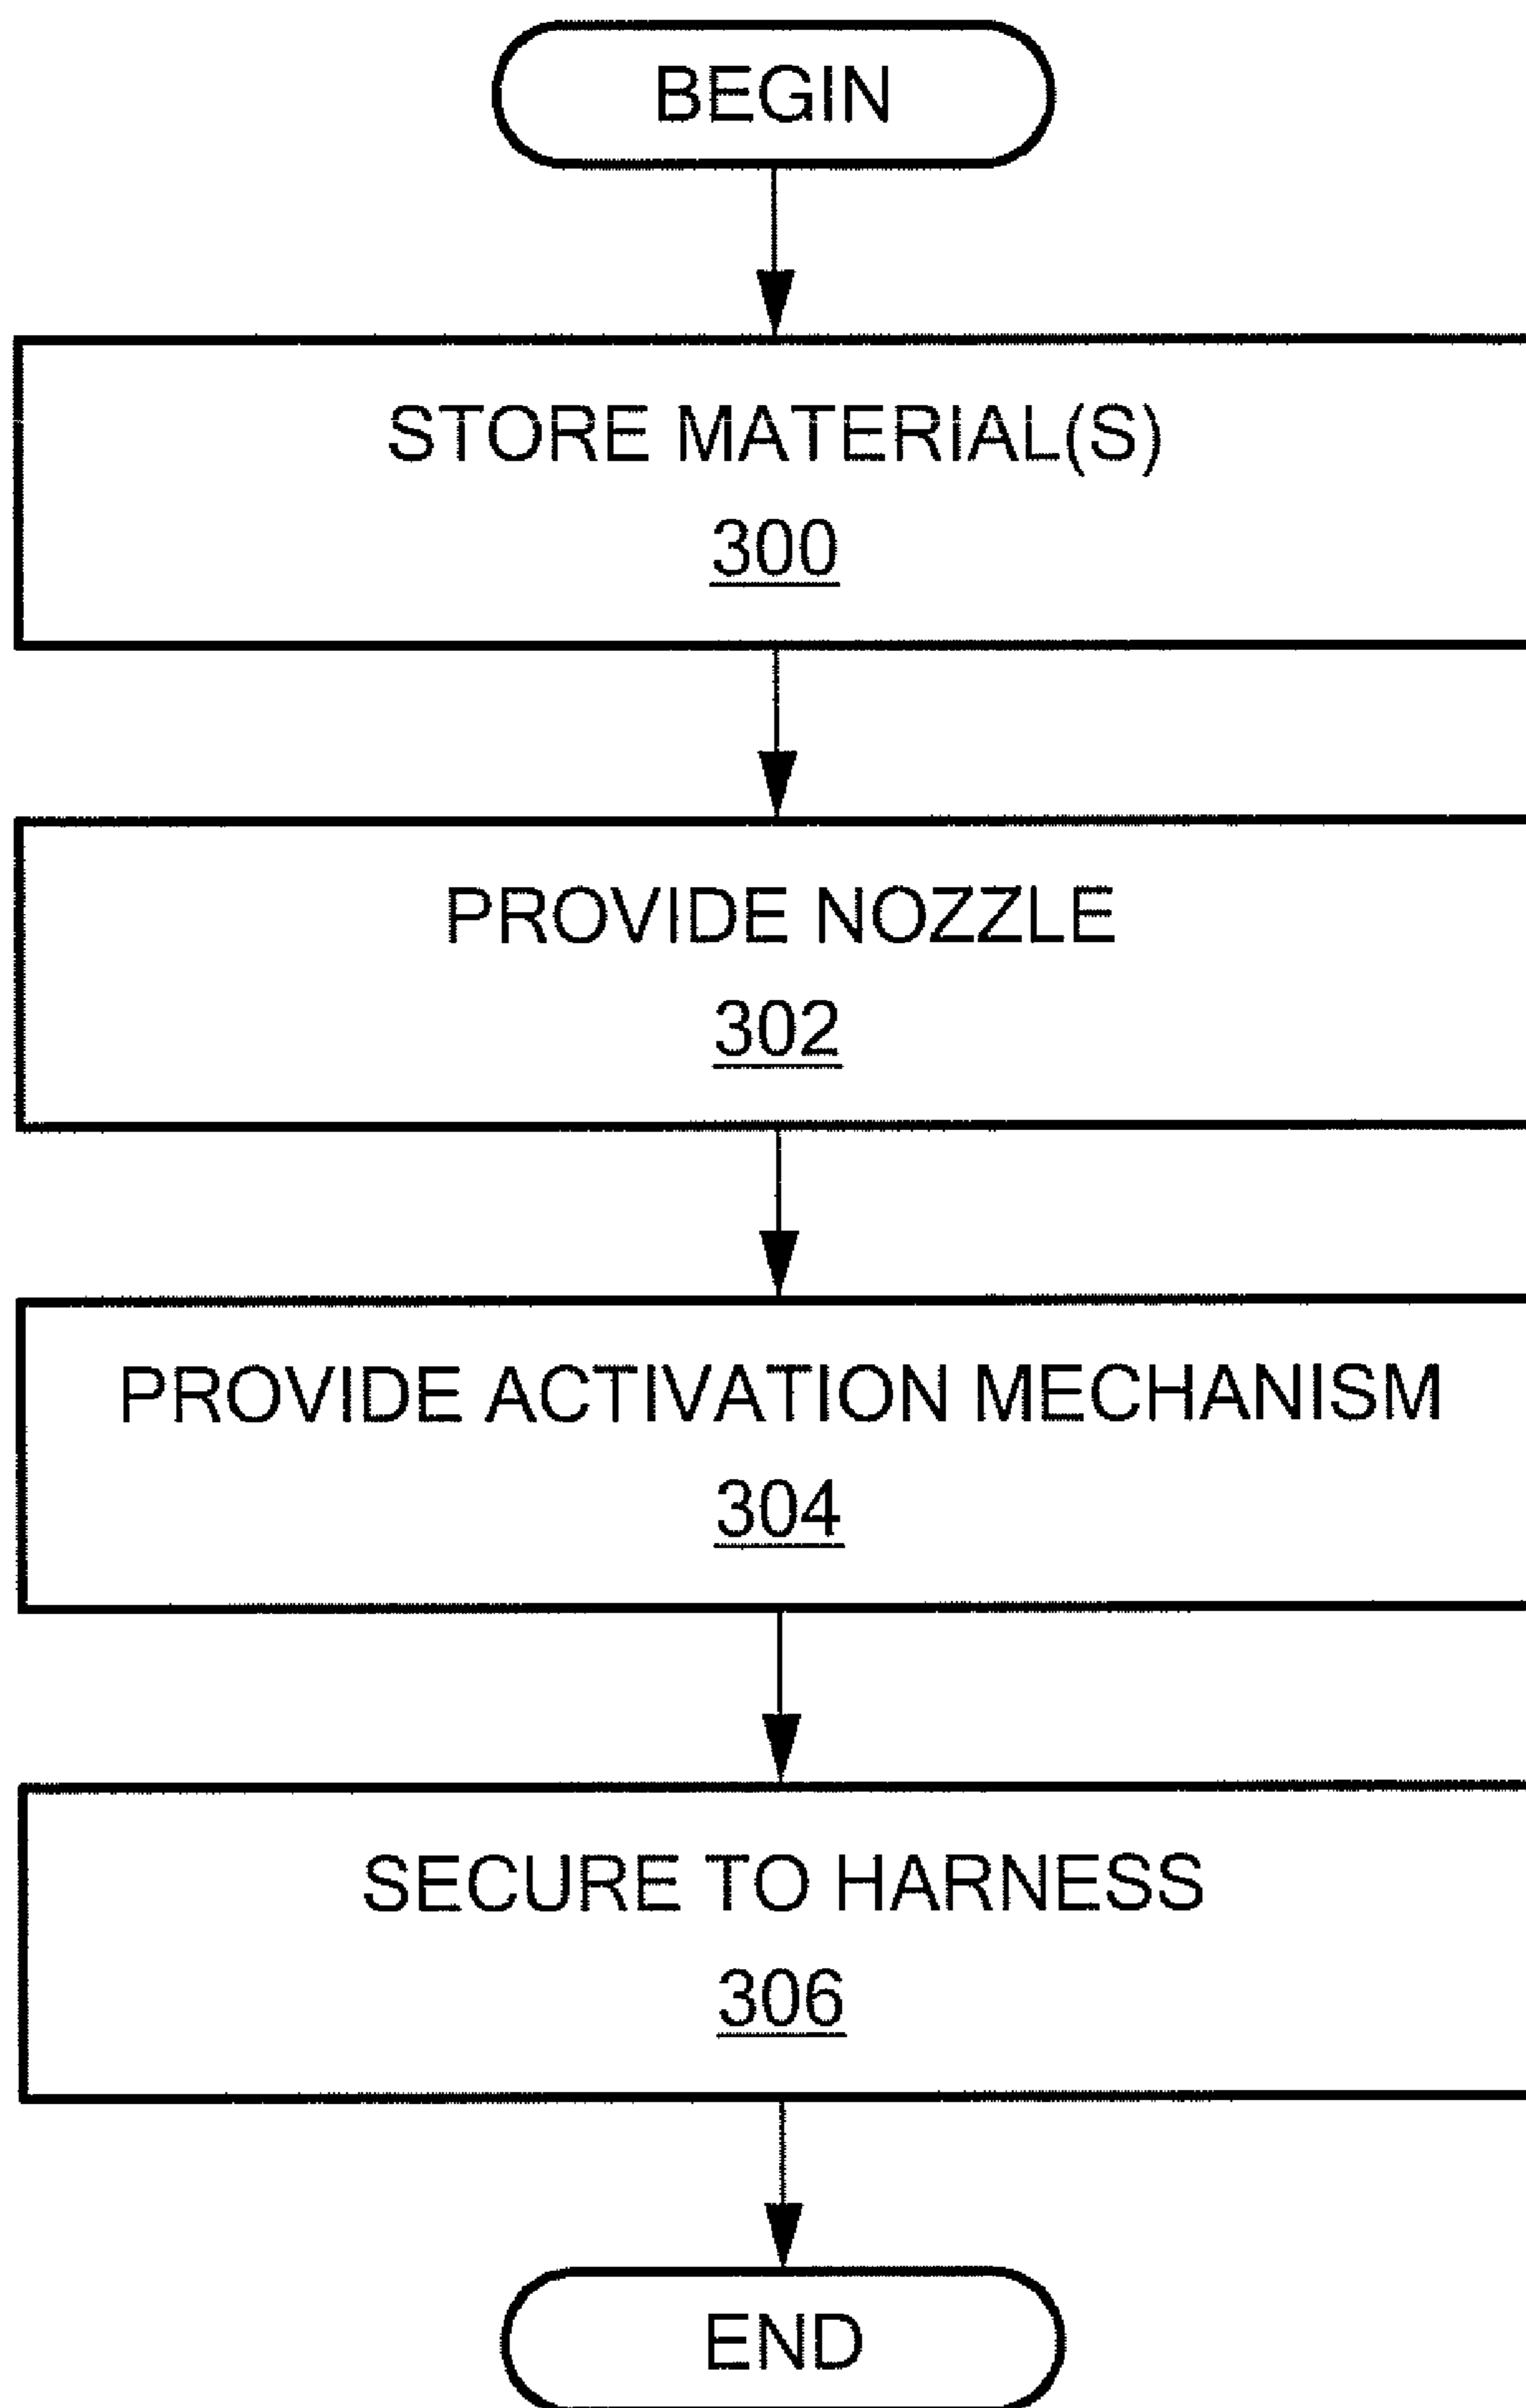 BEGIN
STORE MATERIAL(S)
300
PROVIDE NOZZLE
302
PROVIDE ACTIVATION MECHANISM
304
SECURE TO HARNESS
306
END